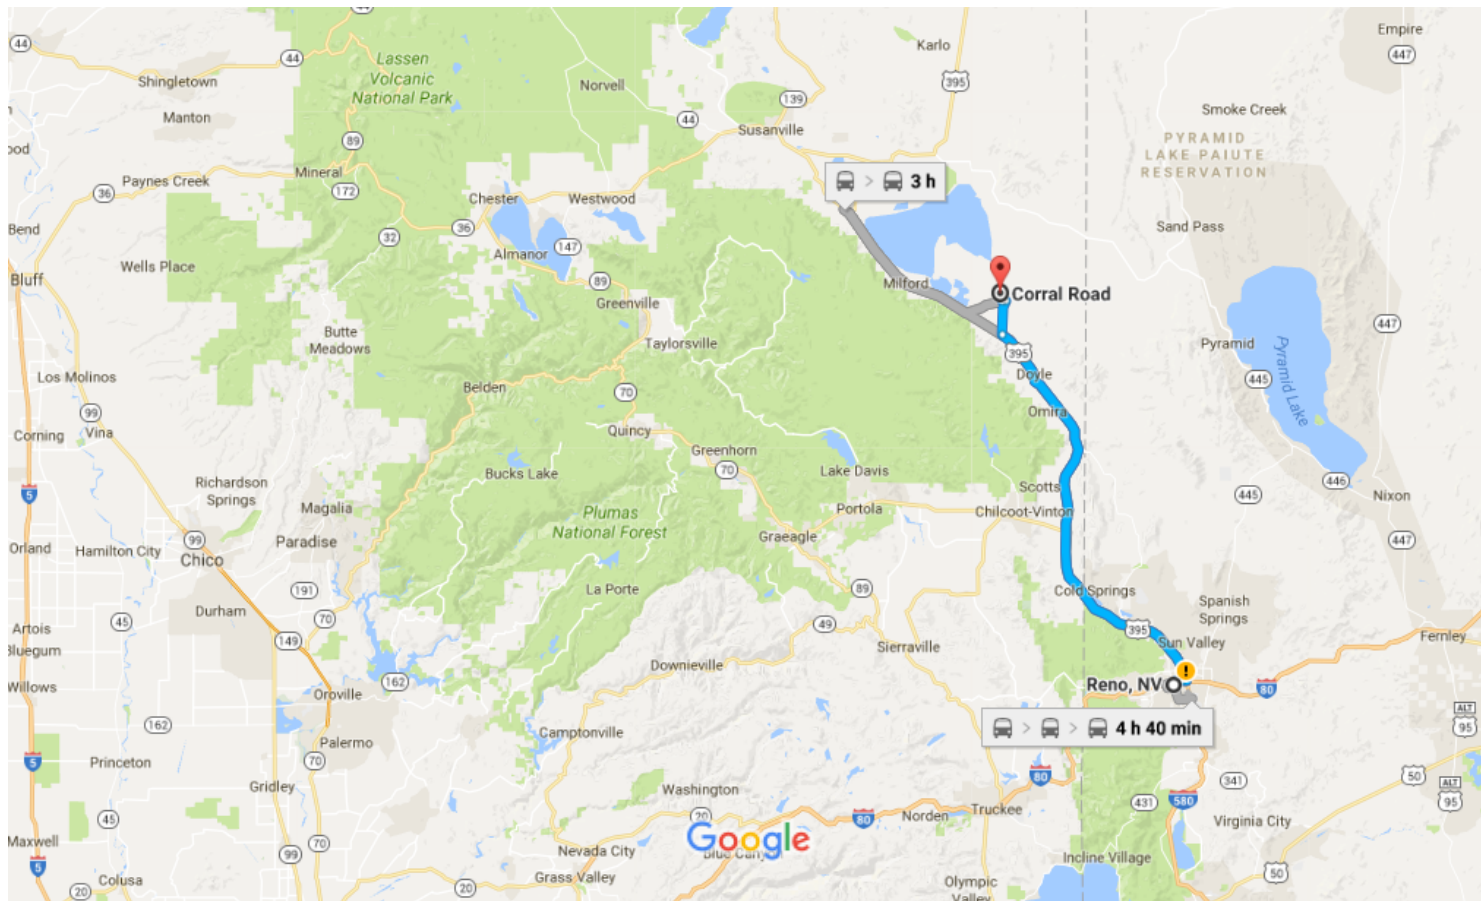 44
Shingletown
44
Lassen
Volcanic
National Park
Manton
ood
89
Mineral
172
Paynes Creek
36
Bend
Wells Place
Bluff
32
36
Chester
Westwood
Almanor
147
89
Greenville
Norvell
44
139
Susanville
Karlo
395
Empire
447
Smoke Creek
PYRAMID
LAKE PAIUTE
RESERVATION
Sand Pass
3 h
Milford
Corral Road
395
Doyle
Omira
Pyramid
445
Pyramid Lake
447
Butte
Meadows
Taylorsville
Los Molinos
Belden
70
99
Vina
Corning
Quincy
Greenhorn
70
Bucks Lake
Lake Davis
Scotts
446
Nixon
445
Richardson
Springs
5
Magalia
Plumas
National Forest
Portola
Chilcoot-Vinton
Graeagle
447
Orland
Hamilton City
99
Chico
Paradise
La Porte
89
Cold Springs
Spanish
Springs
191
Durham
70
Artois
Bluegum
45
149
49
Sierraville
395
Sun Valley
Fernley
Willows
162
Downieville
Reno, NV
80
Oroville
4 h 40 min
ALT
95
162
Camptonville
Palermo
70
5
Princeton
80
50
ALT
95
Gridley
Washington
341
431
580
45
20
80
Norden
Truckee
Virginia City
Google
Maxwell
99
70
Nevada City
Incline Village
5
20
Colusa
20
Grass Valley
Olympic
Valley
50